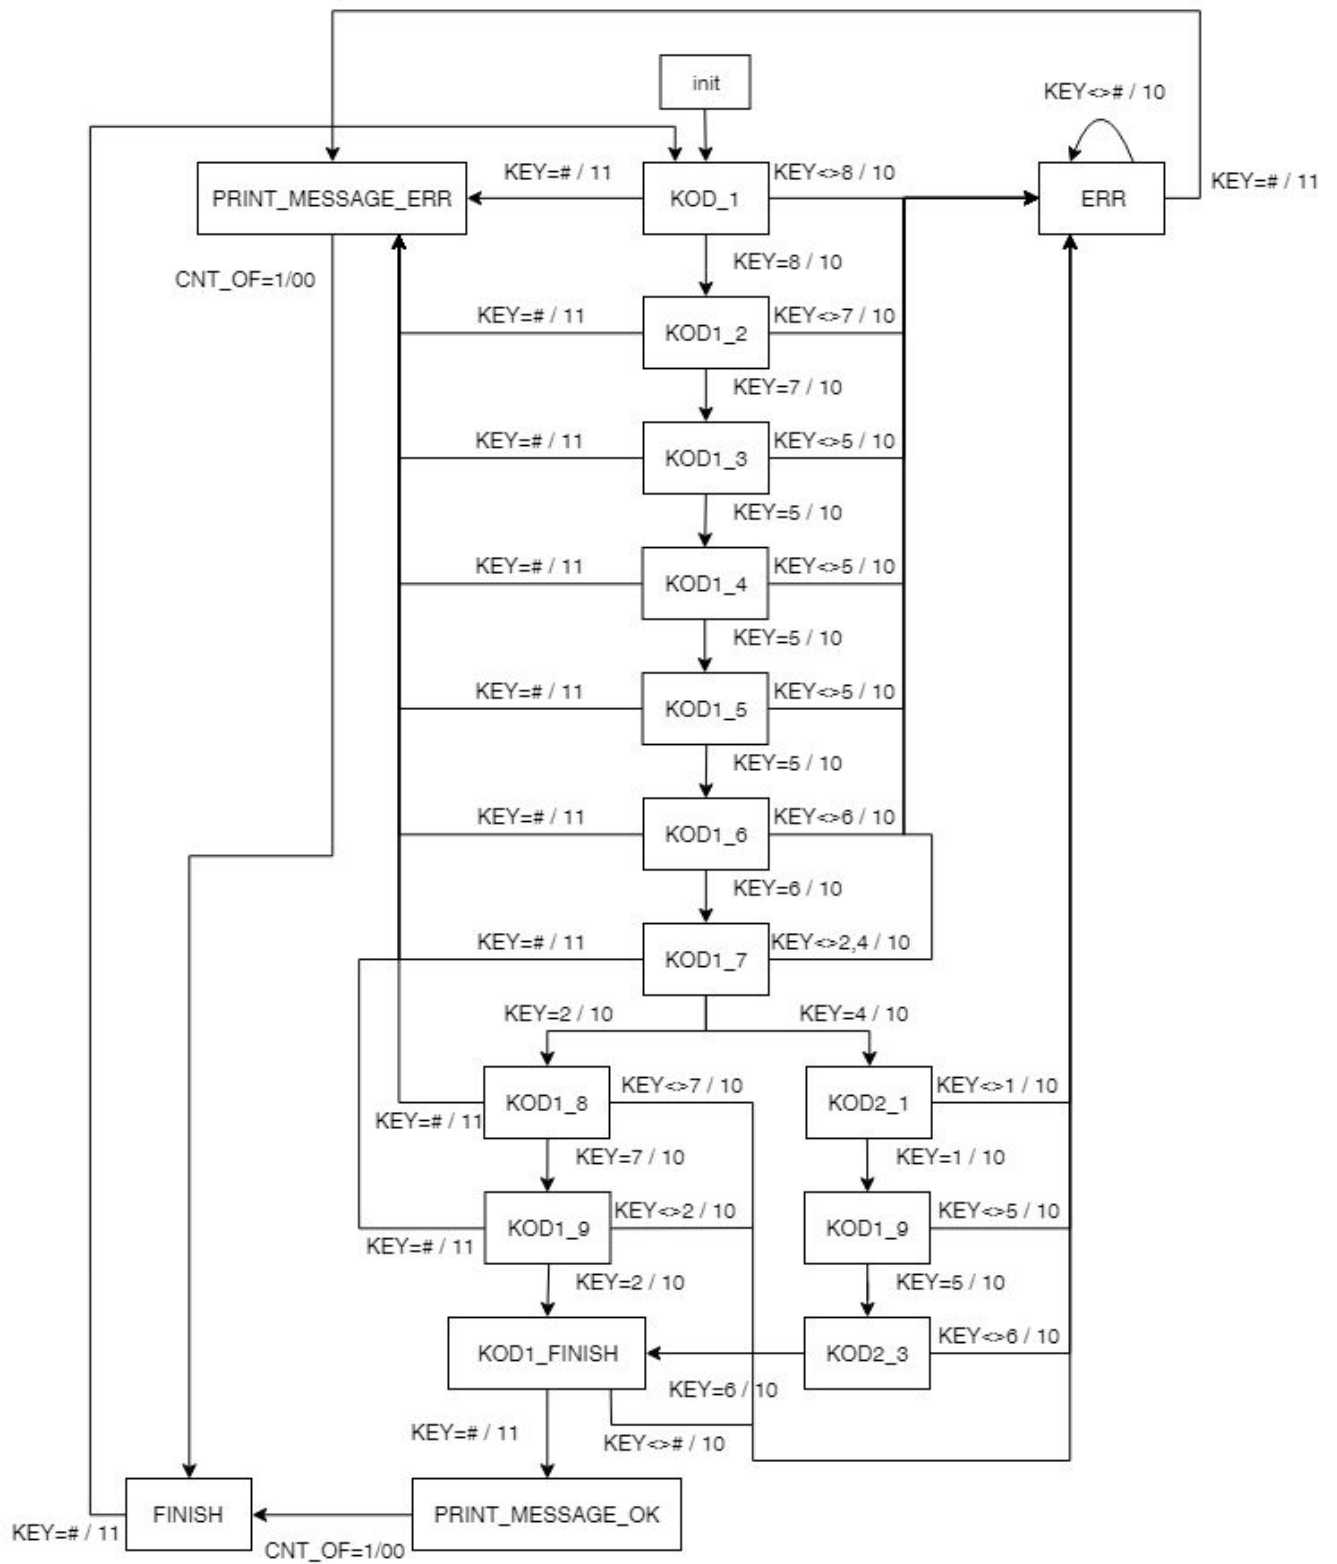 init
KEY<># / 10
PRINT_MESSAGE_ERR
KEY=# / 11
KOD_1
KEY<>8 / 10
ERR
KEY=# / 11
CNT_OF=1/00
KEY=8 / 10
KEY=# / 11
KOD1_2
KEY<>7 / 10
KEY=7 / 10
KEY=# / 11
KOD1_3
KEY<>5 / 10
KEY=5 / 10
KEY=# / 11
KOD1_4
KEY<>5 / 10
KEY=5 / 10
KEY=# / 11
KOD1_5
KEY<>5 / 10
KEY=5 / 10
KEY=# / 11
KOD1_6
KEY<>6 / 10
KEY=6 / 10
KEY=# / 11
KOD1_7
KEY<>2,4 / 10
KEY=2 / 10
KEY=4 / 10
KOD1_8
KEY<>7 / 10
KOD2_1
KEY<>1 / 10
KEY=# / 11
KEY=7 / 10
KEY=1 / 10
KOD1_9
KEY<>2 / 10
KOD1_9
KEY<>5 / 10
KEY=# / 11
KEY=2 / 10
KEY=5 / 10
KOD1_FINISH
KOD2_3
KEY<>6 / 10
KEY=6 / 10
KEY=# / 11
KEY<># / 10
FINISH
PRINT_MESSAGE_OK
KEY=# / 11
CNT_OF=1/00